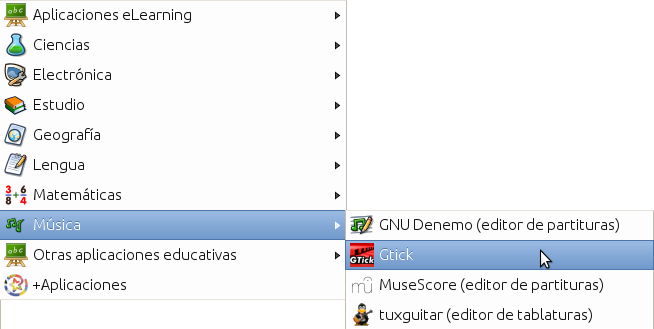 Aplicaciones eLearning
Ciencias
Electrónica
Estudio
Geografía
Lengua
Matemáticas
Música
Otras aplicaciones educativas
+Aplicaciones
GNU Denemo (editor de partituras)
Gtick
MuseScore (editor de partituras)
tuxguitar (editor de tablaturas)